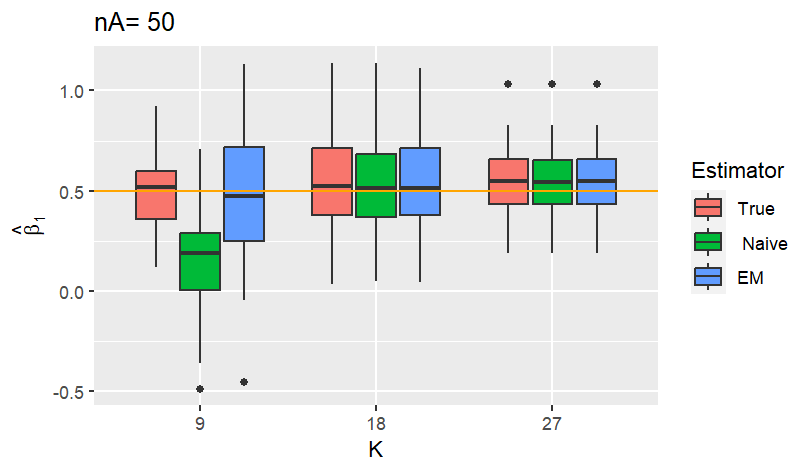 nA= 50
β̂1
1.0
0.5
0.0
-0.5
9
18
27
K
Estimator
True
Naive
EM